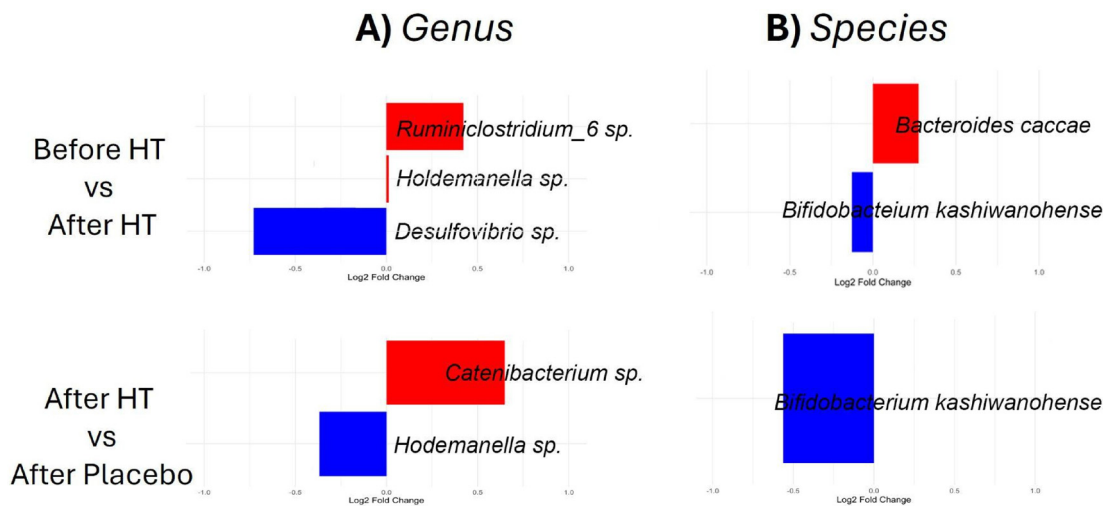 A) Genus
B) Species
Before HT
vs
After HT
Ruminiclostridium_6 sp.
Holdemanella sp.
Desulfovibrio sp.
-1.0 -0.5 0.0 0.5 1.0
Log2 Fold Change
Bacteroides caccae
Bifidobacteium kashiwanohense
-1.0 -0.5 0.0 0.5 1.0
Log2 Fold Change
After HT
vs
After Placebo
Catenibacterium sp.
Hodemanella sp.
-1.0 -0.5 0.0 0.5 1.0
Log2 Fold Change
Bifidobacterium kashiwanohense
-1.0 -0.5 0.0 0.5 1.0
Log2 Fold Change